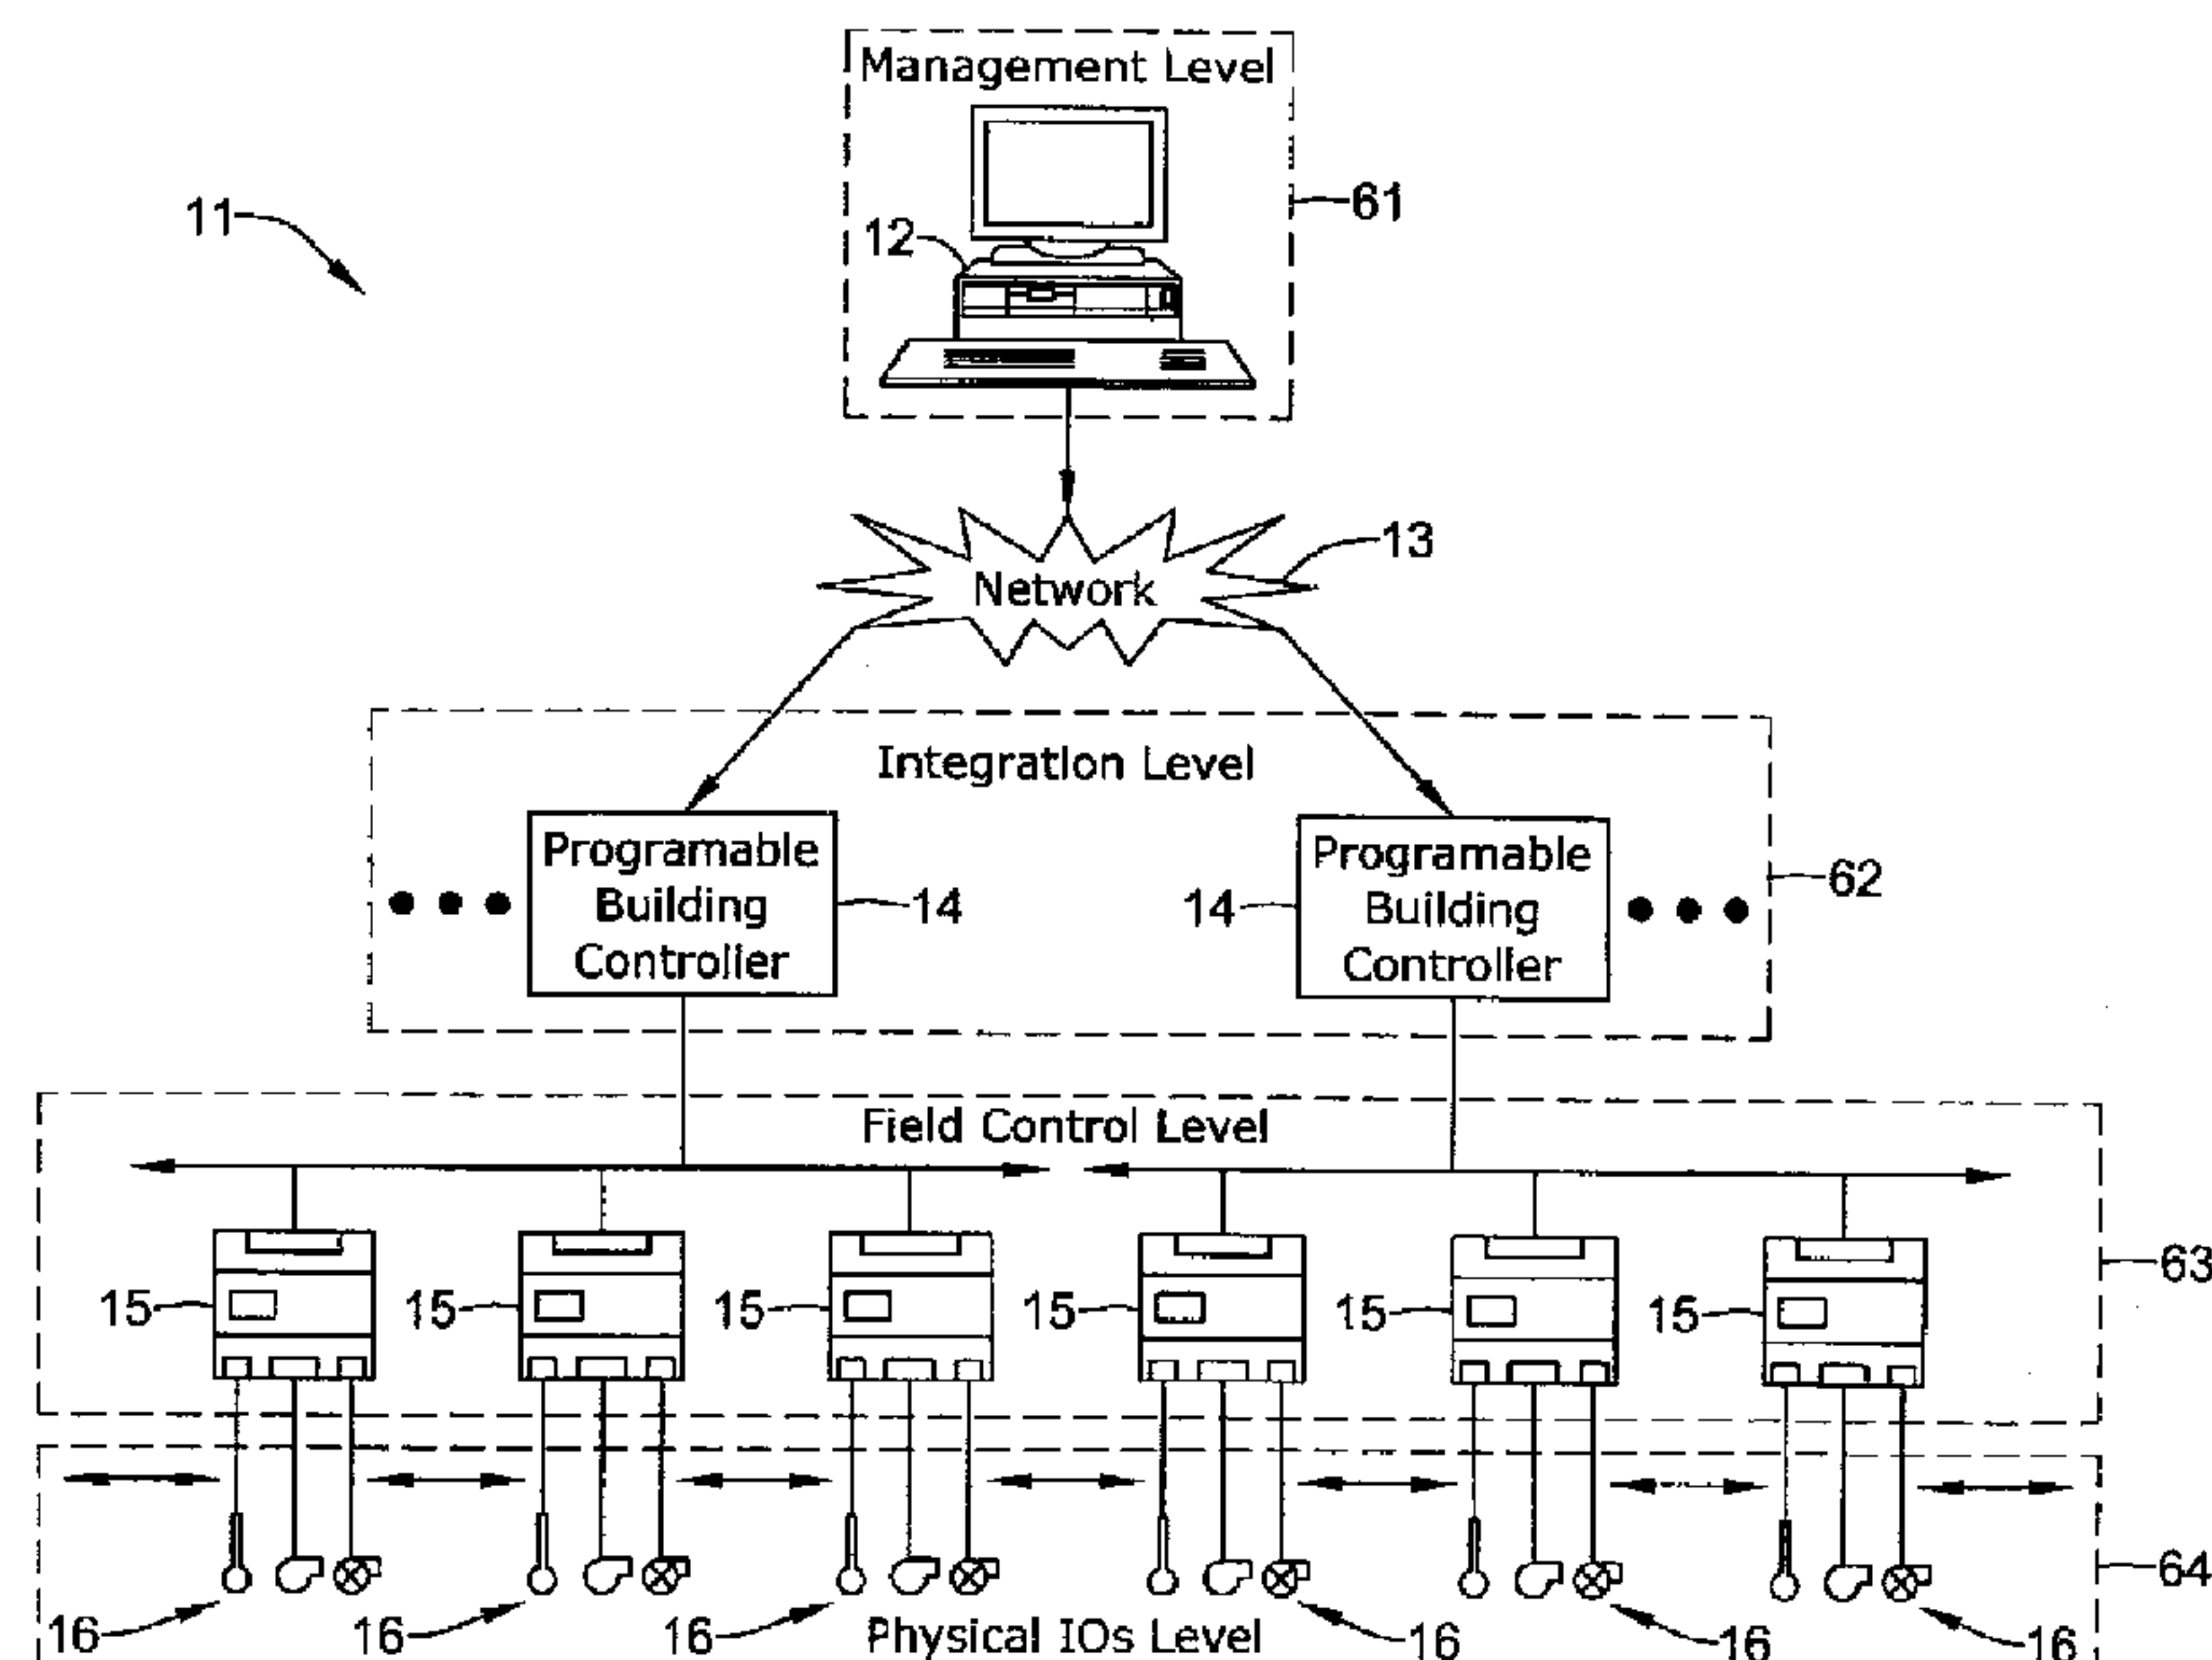 Management Level
61
11
12
13
Network
Integration Level
Programable
Building
Controller
14
14
Programable
Building
Controller
62
Field Control Level
15
15
15
15
15
15
63
64
16
16
16
Physical IOs Level
16
16
16